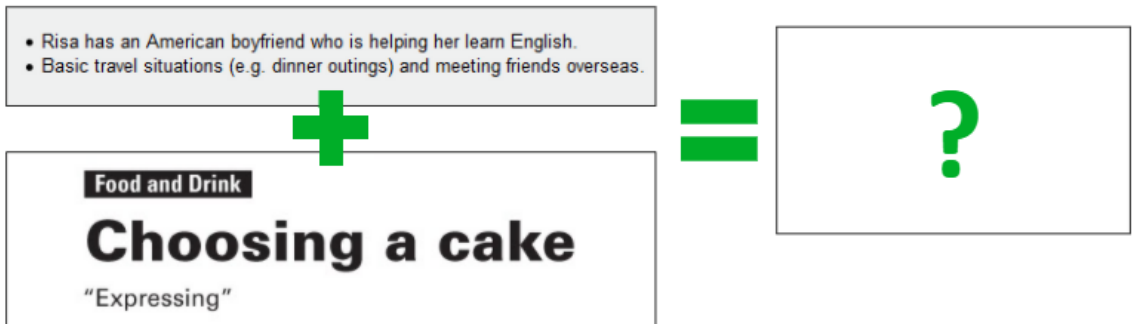 • Risa has an American boyfriend who is helping her learn English.
• Basic travel situations (e.g. dinner outings) and meeting friends overseas.
+
=
?
Food and Drink
Choosing a cake
“Expressing”